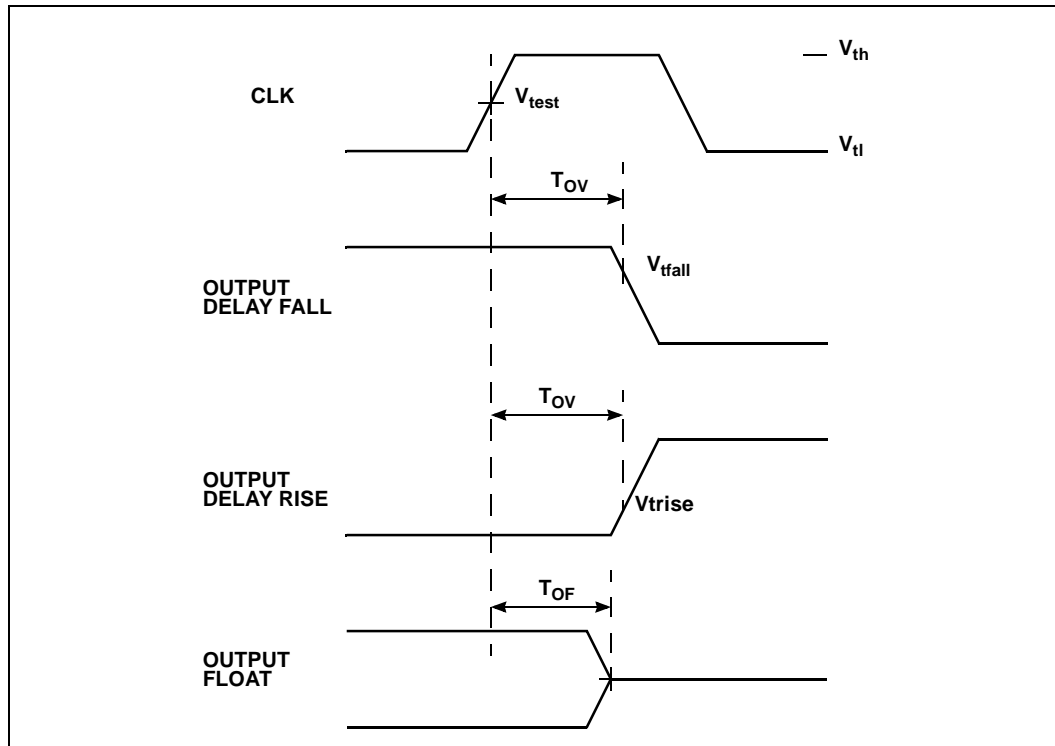 V_th
CLK
V_test
V_tl
T_OV
V_tfall
OUTPUT
DELAY FALL
T_OV
OUTPUT
DELAY RISE
Vtrise
T_OF
OUTPUT
FLOAT